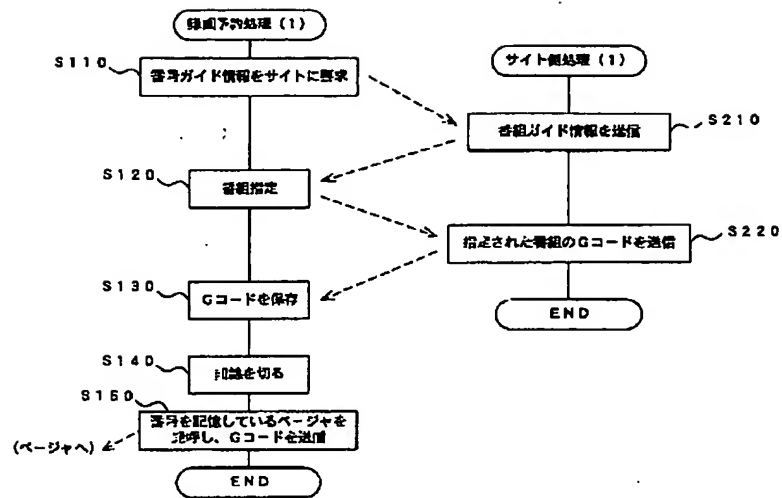 録画予約処理（1）
S110
番組ガイド情報をサイトに要求
サイト側処理（1）
番組ガイド情報を送信
S210
S120
番組指定
指定された番組のGコードを送信
S220
S130
Gコードを保存
END
S140
を切る
S150
番号を記憶しているページャを
呼出し、Gコードを送信
（ページャへ）
END